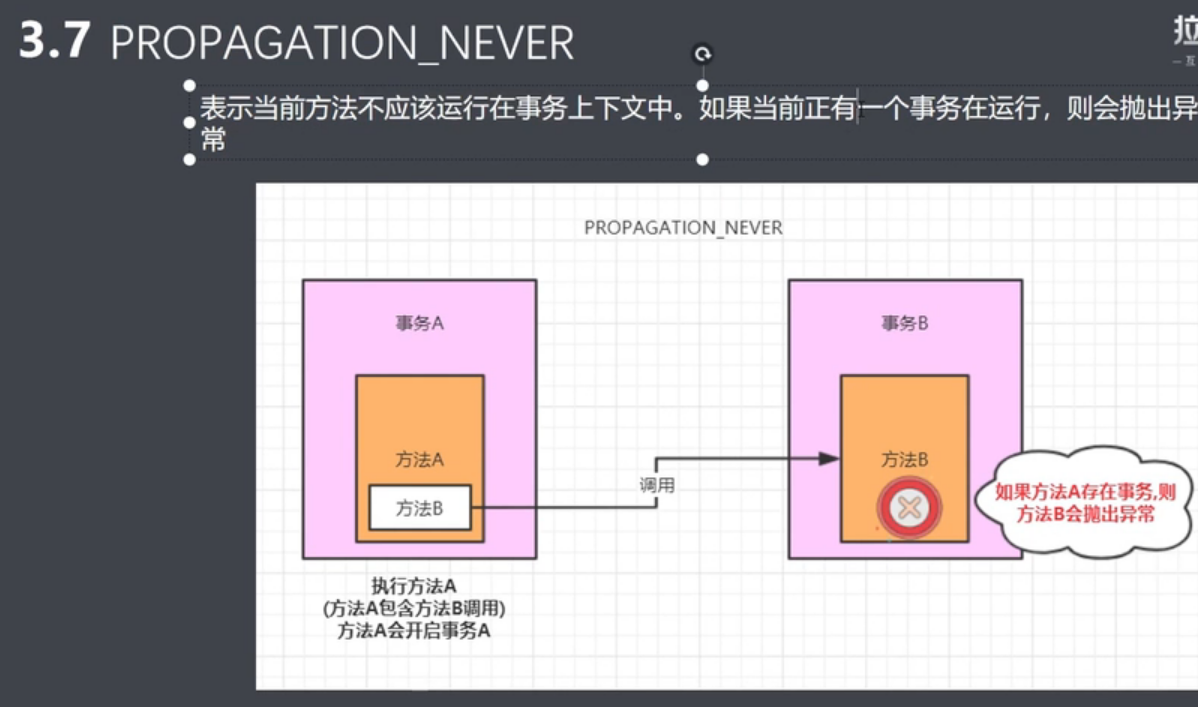 3.7 PROPAGATION_NEVER
拉
一 互
表示当前方法不应该运行在事务上下文中。如果当前正有一个事务在运行，则会抛出异
常
PROPAGATION_NEVER
事务A
事务B
方法A
方法B
方法B
调用
如果方法A存在事务,则
方法B会抛出异常
执行方法A
(方法A包含方法B调用)
方法A会开启事务A